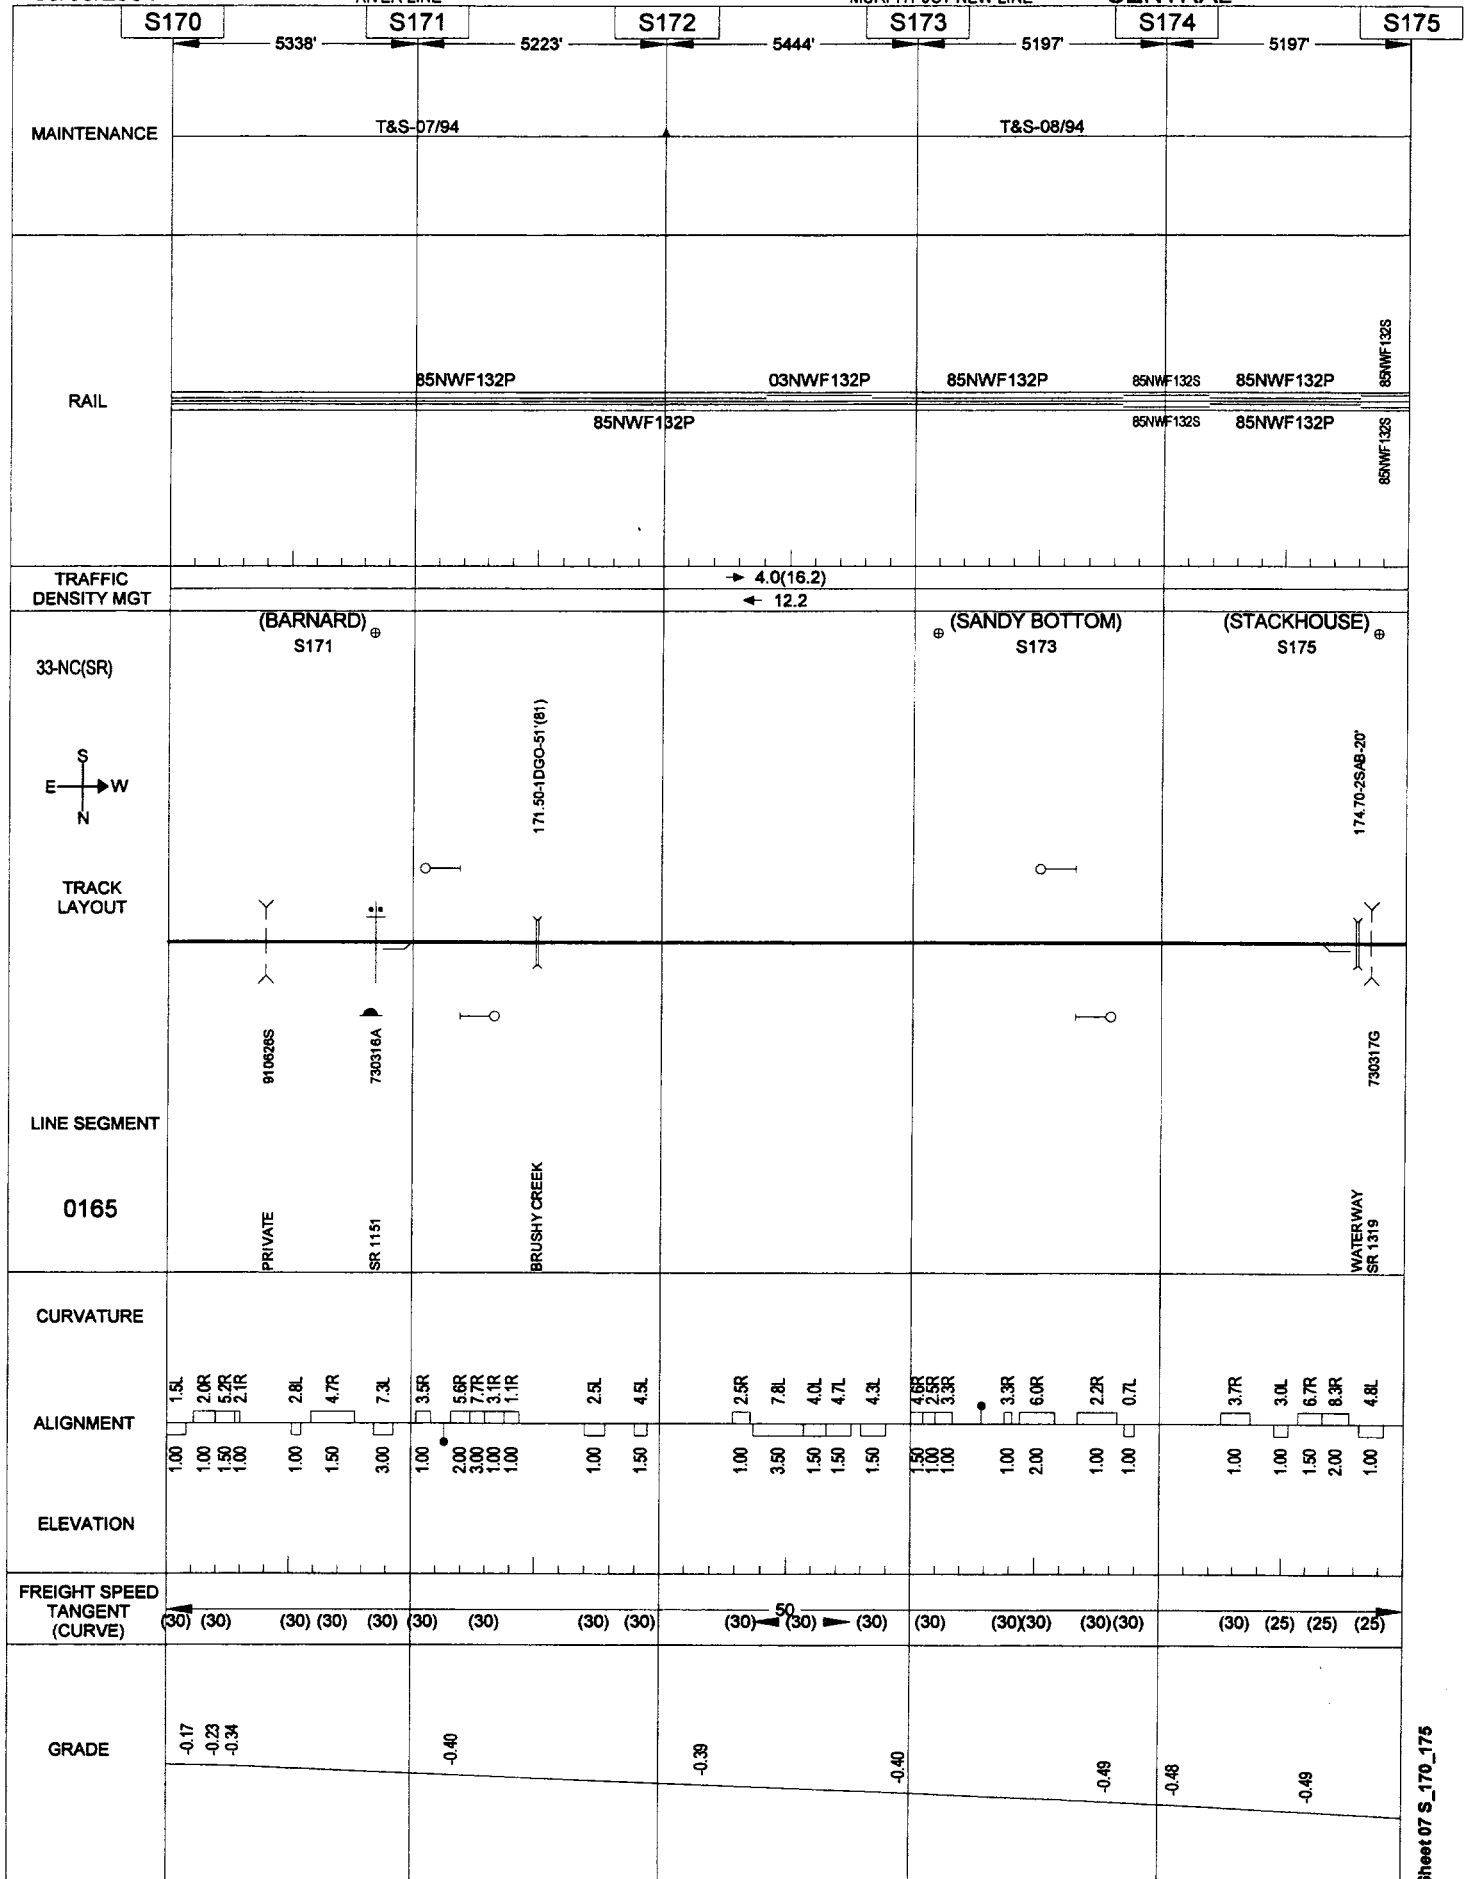 S170 S171 S172 S173 S174 S175
5338' 5223' 5444' 5197' 5197'
MAINTENANCE
T&S-07/94 T&S-08/94
RAIL
85NWF132P 03NWF132P 85NWF132P 85NWF132S 85NWF132P 85NWF132S
85NWF132P 85NWF132S 85NWF132P 85NWF132S
TRAFFIC
DENSITY MGT
4.0(16.2)
12.2
(BARNARD) (SANDY BOTTOM) (STACKHOUSE)
S171 S173 S175
33-NC(SR)
171.50-1DGO-51'(81)
174.70-2SAB-20'
S
E W
N
TRACK
LAYOUT
910626S 730316A 730317G
LINE SEGMENT
0165
PRIVATE
SR 1151
BRUSHY CREEK
WATERWAY
SR 1319
CURVATURE
1.5L 2.0R 5.2R 2.1R 2.8L 4.7R 7.3L 3.5R 5.6R 7.7R 3.1R 1.1R 2.5L 4.5L 2.5R 7.8L 4.0L 4.7L 4.3L 4.6R 2.5R 3.3R 3.3R 6.0R 2.2R 0.7L 3.7R 3.0L 6.7R 8.3R 4.8L
ALIGNMENT
1.00 1.00 1.50 1.00 1.00 1.50 3.00 1.00 2.00 3.00 1.00 1.00 1.00 1.50 1.00 3.50 1.50 1.50 1.50 1.50 1.00 1.00 1.00 2.00 1.00 1.00 1.00 1.00 1.50 2.00 1.00
ELEVATION
FREIGHT SPEED
TANGENT
(CURVE)
50
(30) (30) (30) (30) (30) (30) (30) (30) (30) (30) (30) (30) (30) (30)(30) (30)(30) (30) (25) (25) (25)
GRADE
-0.17 -0.23 -0.34 -0.40 -0.39 -0.40 -0.49 -0.48 -0.49
Sheet 07 S_170_175